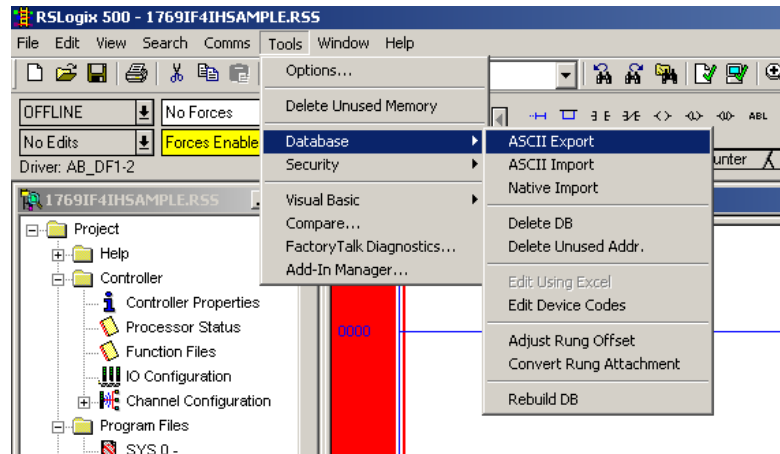 RSLogix 500 - 1769IF4IHSAMPLE.RSS
File Edit View Search Comms Tools Window Help
OFFLINE No Forces
No Edits Forces Enable
Driver: AB_DF1-2
ABL
unter
Options...
Delete Unused Memory
Database
Security
Visual Basic
Compare...
FactoryTalk Diagnostics...
Add-In Manager...
ASCII Export
ASCII Import
Native Import
Delete DB
Delete Unused Addr.
Edit Using Excel
Edit Device Codes
Adjust Rung Offset
Convert Rung Attachment
Rebuild DB
1769IF4IHSAMPLE.RSS
Project
Help
Controller
Controller Properties
Processor Status
Function Files
IO Configuration
Channel Configuration
Program Files
SYS 0 -
0000